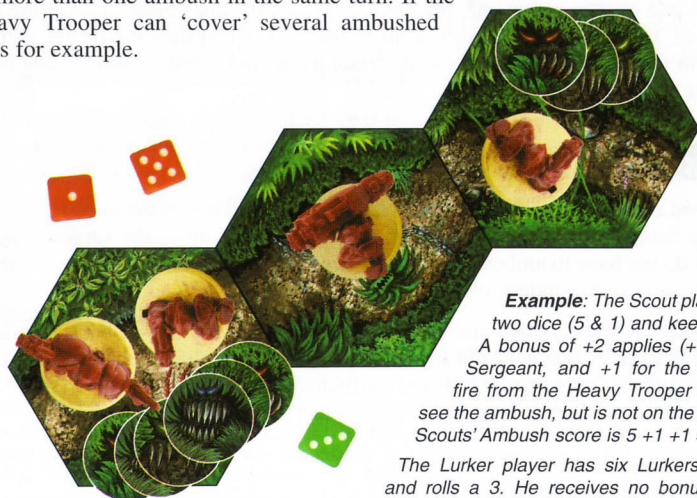 more than one ambush in the same turn. If the
Heavy Trooper can ‘cover’ several ambushed
s for example.
Example: The Scout pla
two dice (5 & 1) and kee
A bonus of +2 applies (+
Sergeant, and +1 for the
fire from the Heavy Trooper
see the ambush, but is not on the
Scouts’ Ambush score is 5 +1 +1
The Lurker player has six Lurkers
and rolls a 3. He receives no bonu